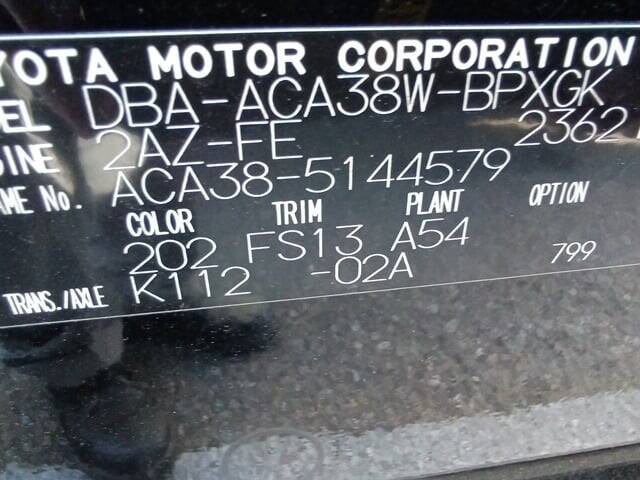 YOTA MOTOR CORPORATION
DEL DBA-ACA38W-BPXGK
GINE 2AZ-FE 2362
AME No. ACA38-5144579
COLOR TRIM PLANT OPTION
202 FS13 A54 799
TRANS./AXLE K112 -02A